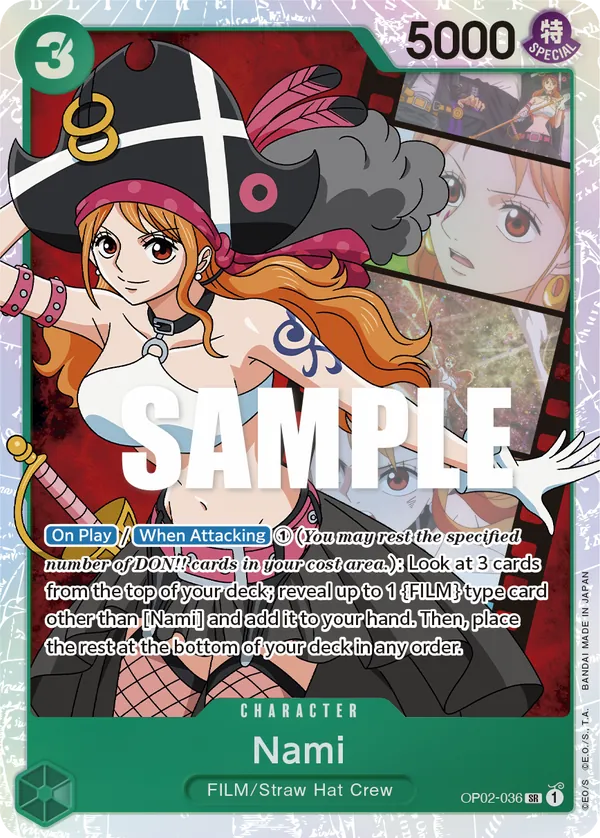 3
5000
特
SPECIAL
SAMPLE
On Play / When Attacking ① (You may rest the specified
number of DON!! cards in your cost area.): Look at 3 cards
from the top of your deck; reveal up to 1 {FILM} type card
other than [Nami] and add it to your hand. Then, place
the rest at the bottom of your deck in any order.
CHARACTER
Nami
FILM/Straw Hat Crew
OP02-036 SR 1
©EO/S ©E.O./S., T.A. BANDAI MADE IN JAPAN